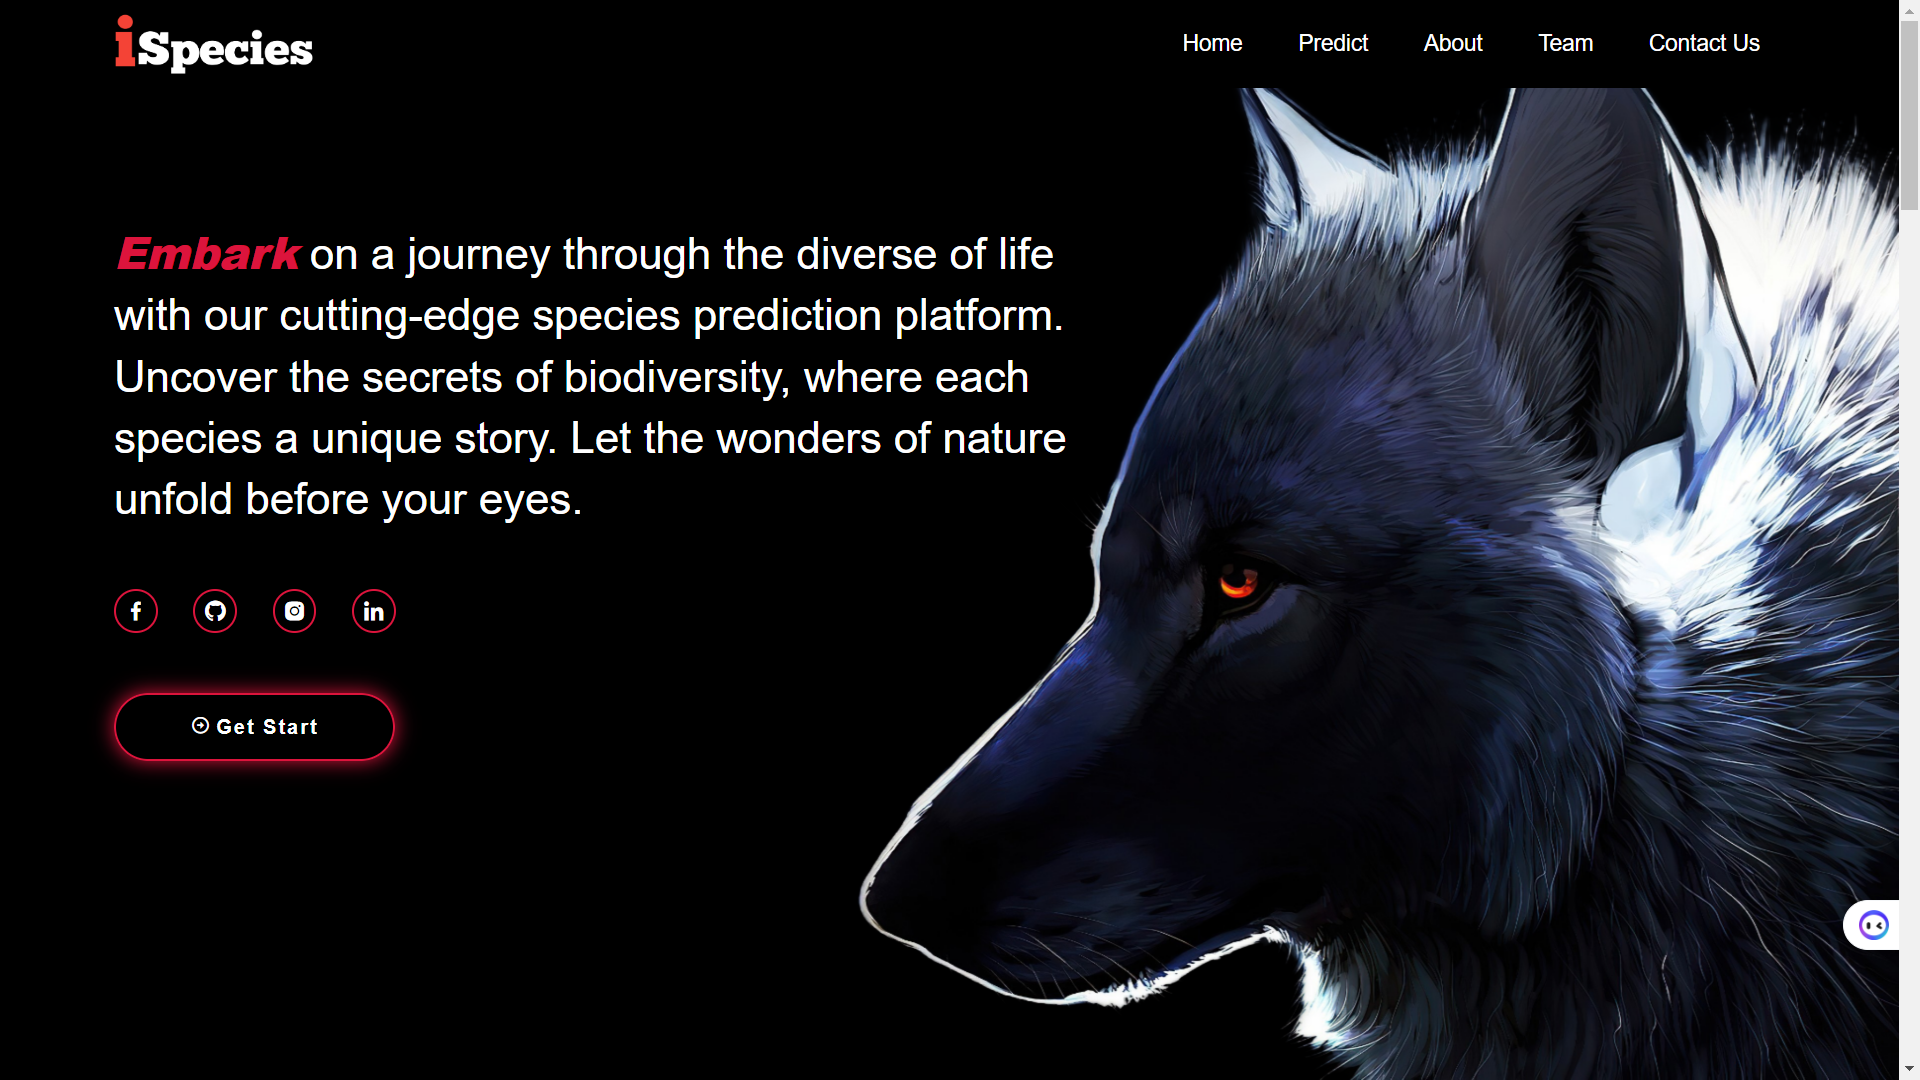 iSpecies
Home
Predict
About
Team
Contact Us
Embark on a journey through the diverse of life
with our cutting-edge species prediction platform.
Uncover the secrets of biodiversity, where each
species a unique story. Let the wonders of nature
unfold before your eyes.
Get Start